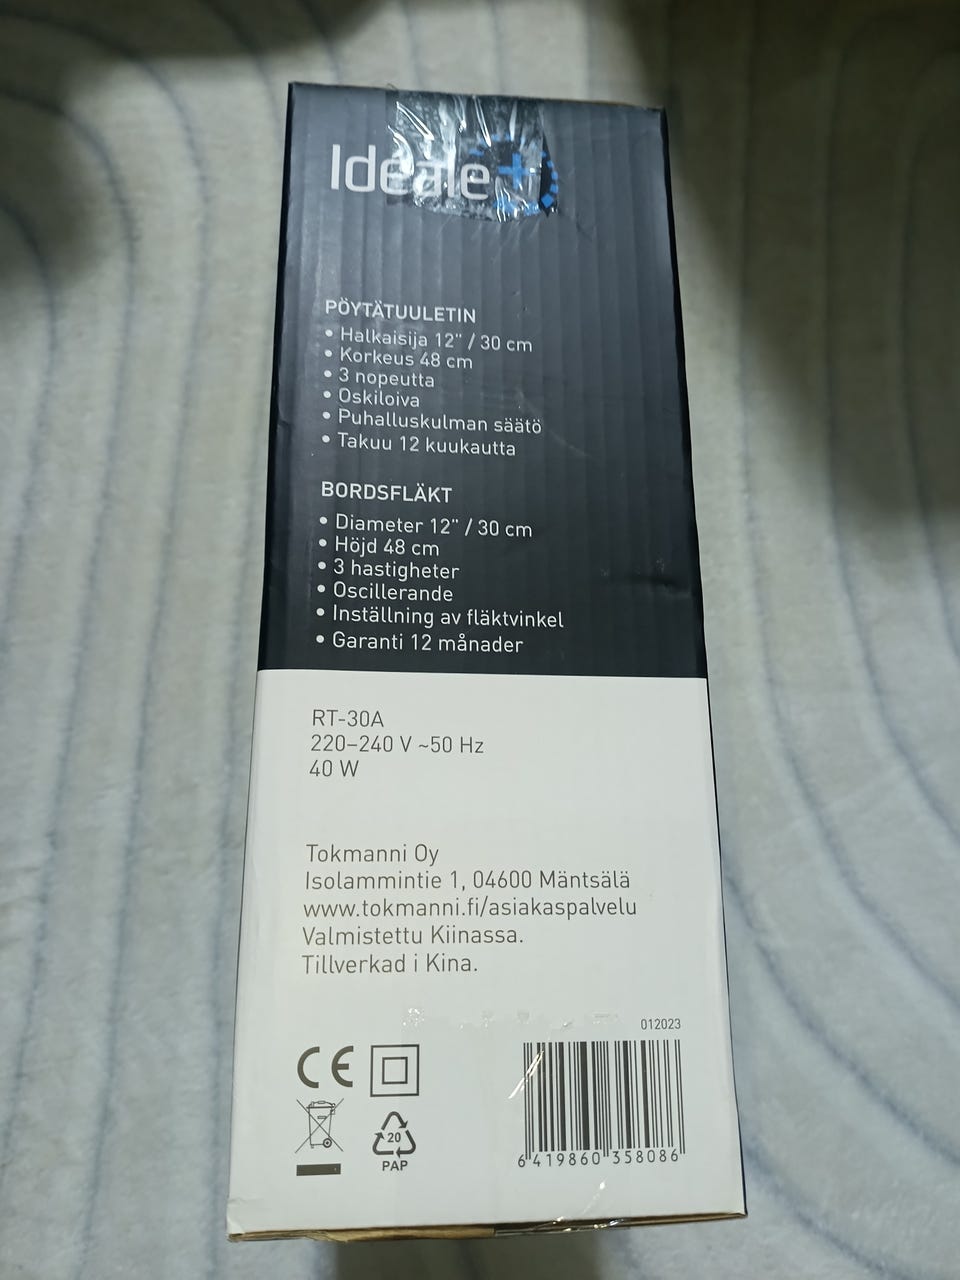 Ideale+
PÖYTÄTUULETIN
• Halkaisija 12" / 30 cm
• Korkeus 48 cm
• 3 nopeutta
• Oskiloiva
• Puhalluskulman säätö
• Takuu 12 kuukautta
BORDSFLÄKT
• Diameter 12" / 30 cm
• Höjd 48 cm
• 3 hastigheter
• Oscillerande
• Inställning av fläktvinkel
• Garanti 12 månader
RT-30A
220–240 V ~50 Hz
40 W
Tokmanni Oy
Isolammintie 1, 04600 Mäntsälä
www.tokmanni.fi/asiakaspalvelu
Valmistettu Kiinassa.
Tillverkad i Kina.
012023
CE
20
PAP
6 419860 358086